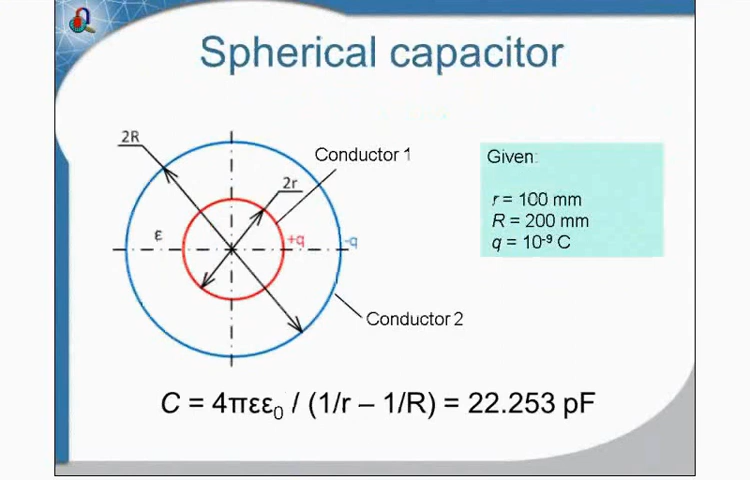 Spherical capacitor
2R
Conductor 1
2r
ε
+q
-q
Conductor 2
Given:
r = 100 mm
R = 200 mm
q = 10⁻⁹ C
C = 4πεε₀ / (1/r – 1/R) = 22.253 pF